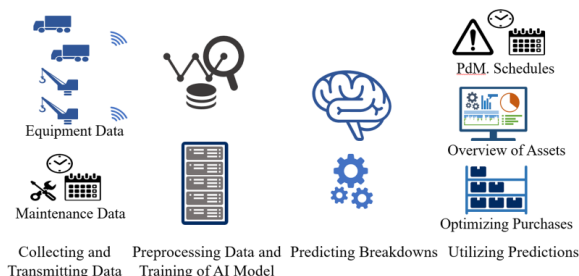 Equipment Data
Maintenance Data
PdM. Schedules
Overview of Assets
Optimizing Purchases
Collecting and
Transmitting Data
Preprocessing Data and
Training of AI Model
Predicting Breakdowns
Utilizing Predictions